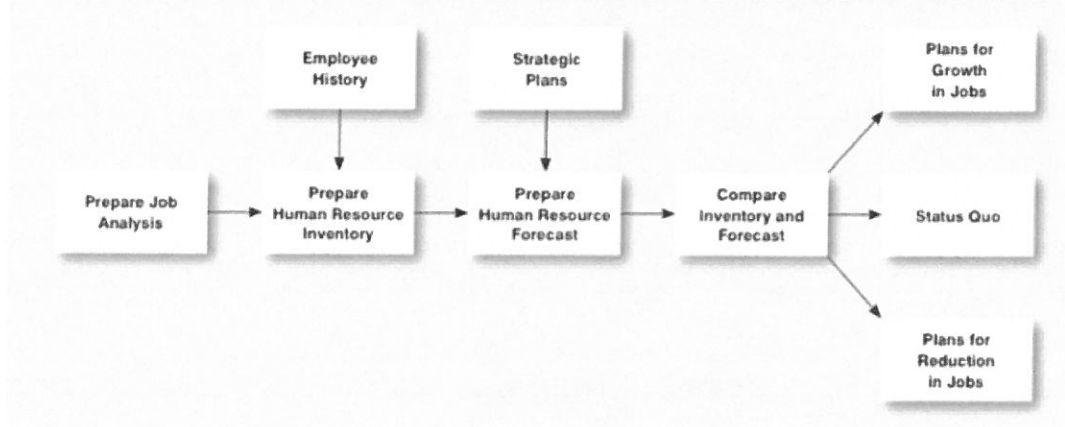 Employee
History
Strategic
Plans
Plans for
Growth
in Jobs
Prepare Job
Analysis
Prepare
Human Resource
Inventory
Prepare
Human Resource
Forecast
Compare
Inventory and
Forecast
Status Quo
Plans for
Reduction
in Jobs